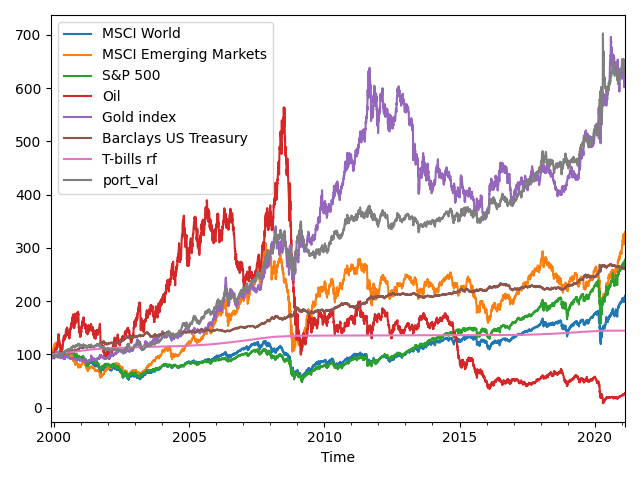 700
600
500
400
300
200
100
0
MSCI World
MSCI Emerging Markets
S&P 500
Oil
Gold index
Barclays US Treasury
T-bills rf
port_val
2000 2005 2010 2015 2020
Time